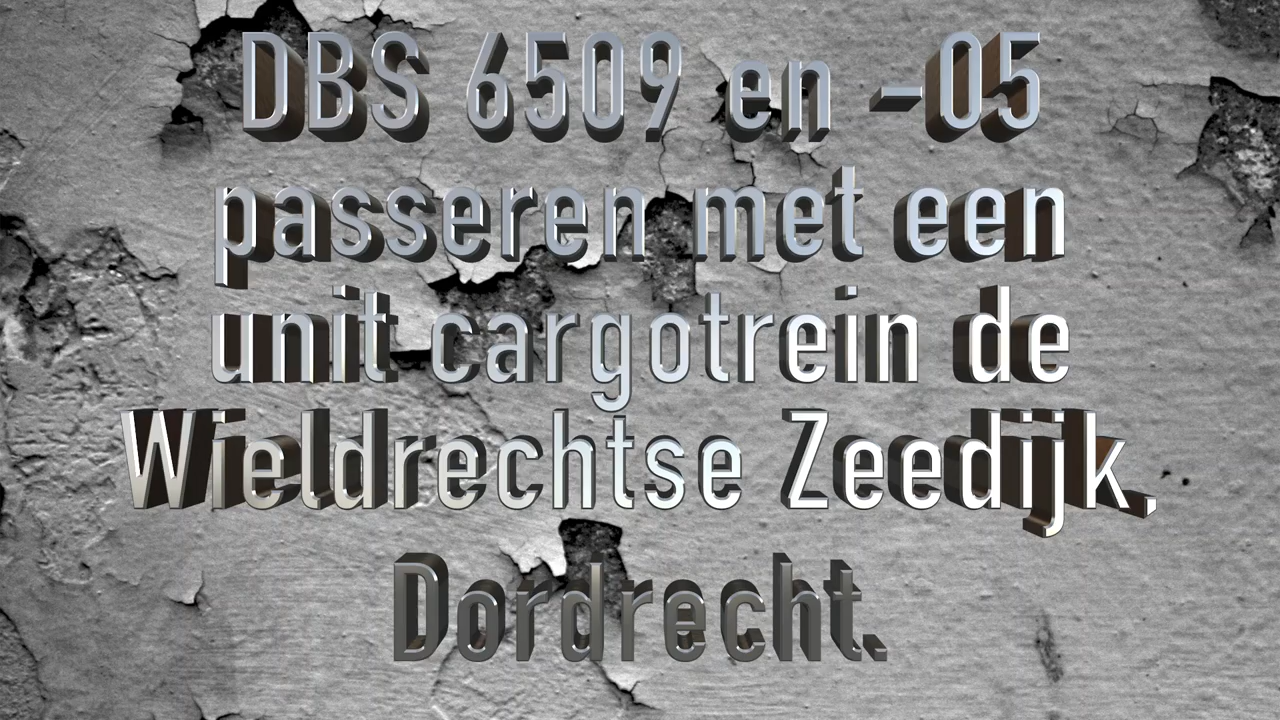 DBS 6509 en -05
passeren met een
unit cargotrein de
Wieldrechtse Zeedijk,
Dordrecht.